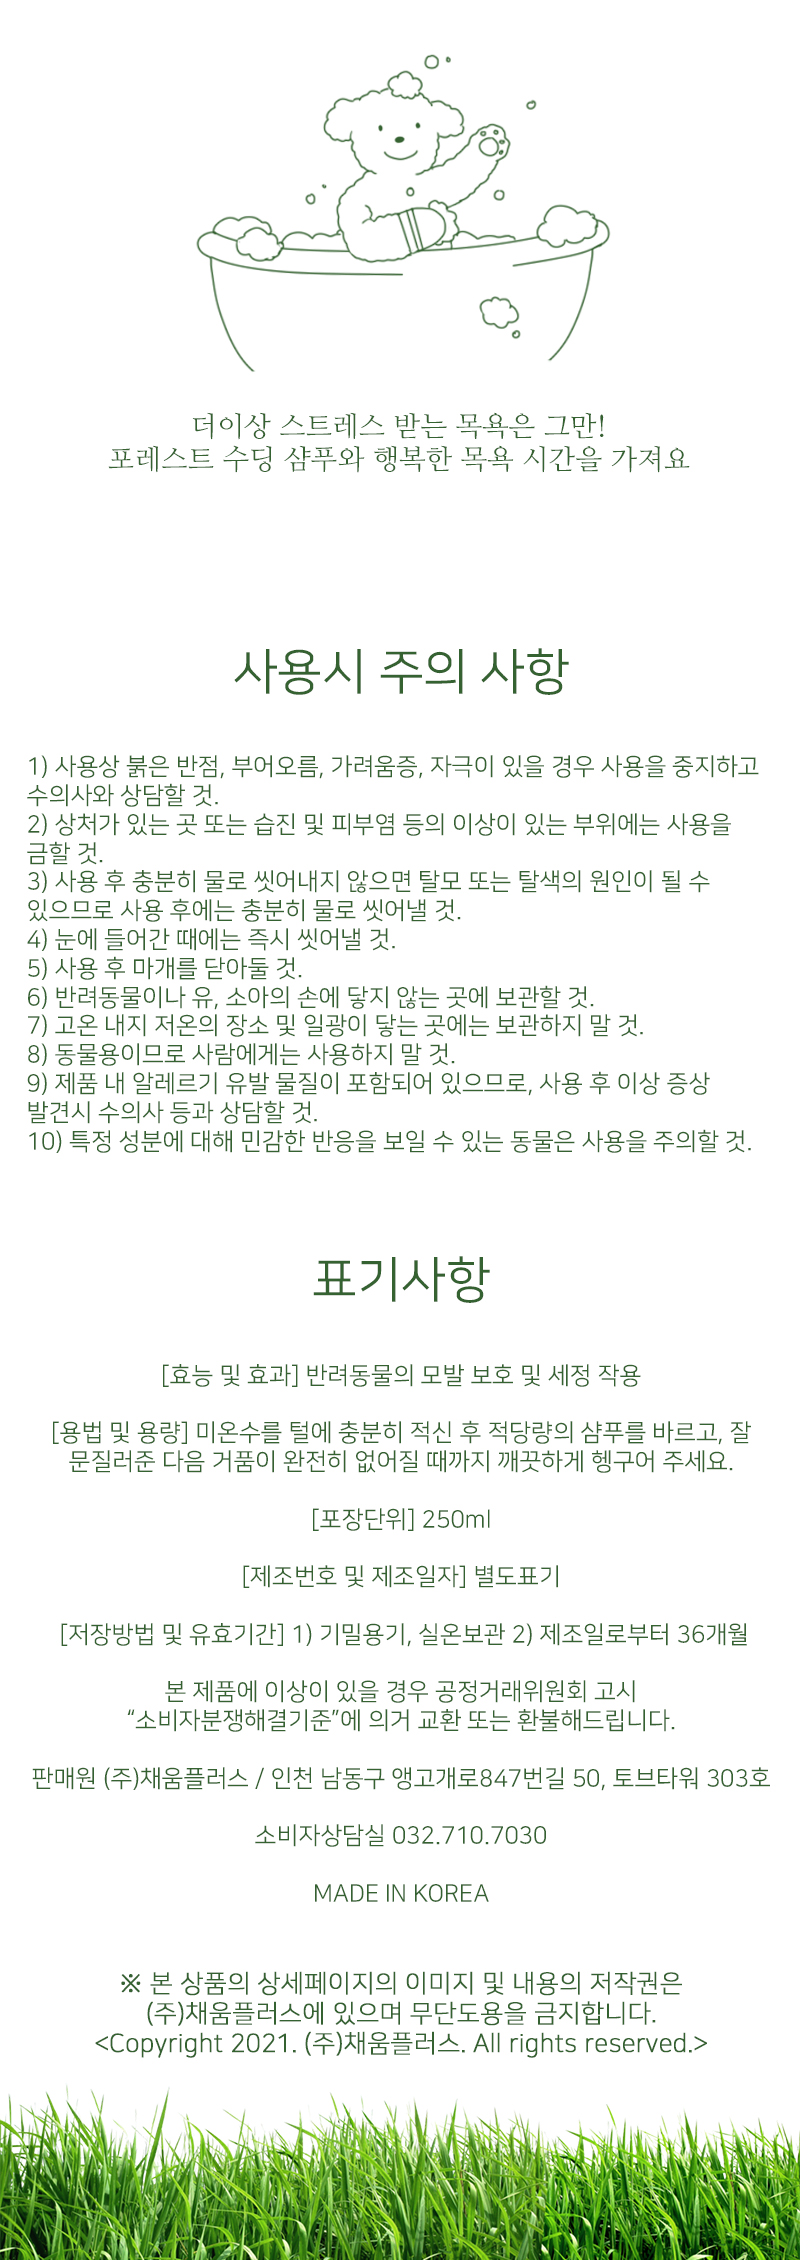 더이상 스트레스 받는 목욕은 그만!
포레스트 수딩 샴푸와 행복한 목욕 시간을 가져요
사용시 주의 사항
1) 사용상 붉은 반점, 부어오름, 가려움증, 자극이 있을 경우 사용을 중지하고
수의사와 상담할 것.
2) 상처가 있는 곳 또는 습진 및 피부염 등의 이상이 있는 부위에는 사용을
금할 것.
3) 사용 후 충분히 물로 씻어내지 않으면 탈모 또는 탈색의 원인이 될 수
있으므로 사용 후에는 충분히 물로 씻어낼 것.
4) 눈에 들어간 때에는 즉시 씻어낼 것.
5) 사용 후 마개를 닫아둘 것.
6) 반려동물이나 유, 소아의 손에 닿지 않는 곳에 보관할 것.
7) 고온 내지 저온의 장소 및 일광이 닿는 곳에는 보관하지 말 것.
8) 동물용이므로 사람에게는 사용하지 말 것.
9) 제품 내 알레르기 유발 물질이 포함되어 있으므로, 사용 후 이상 증상
발견시 수의사 등과 상담할 것.
10) 특정 성분에 대해 민감한 반응을 보일 수 있는 동물은 사용을 주의할 것.
표기사항
[효능 및 효과] 반려동물의 모발 보호 및 세정 작용
[용법 및 용량] 미온수를 털에 충분히 적신 후 적당량의 샴푸를 바르고, 잘
문질러준 다음 거품이 완전히 없어질 때까지 깨끗하게 헹구어 주세요.
[포장단위] 250ml
[제조번호 및 제조일자] 별도표기
[저장방법 및 유효기간] 1) 기밀용기, 실온보관 2) 제조일로부터 36개월
본 제품에 이상이 있을 경우 공정거래위원회 고시
“소비자분쟁해결기준”에 의거 교환 또는 환불해드립니다.
판매원 (주)채움플러스 / 인천 남동구 앵고개로847번길 50, 토브타워 303호
소비자상담실 032.710.7030
MADE IN KOREA
※ 본 상품의 상세페이지의 이미지 및 내용의 저작권은
(주)채움플러스에 있으며 무단도용을 금지합니다.
<Copyright 2021. (주)채움플러스. All rights reserved.>